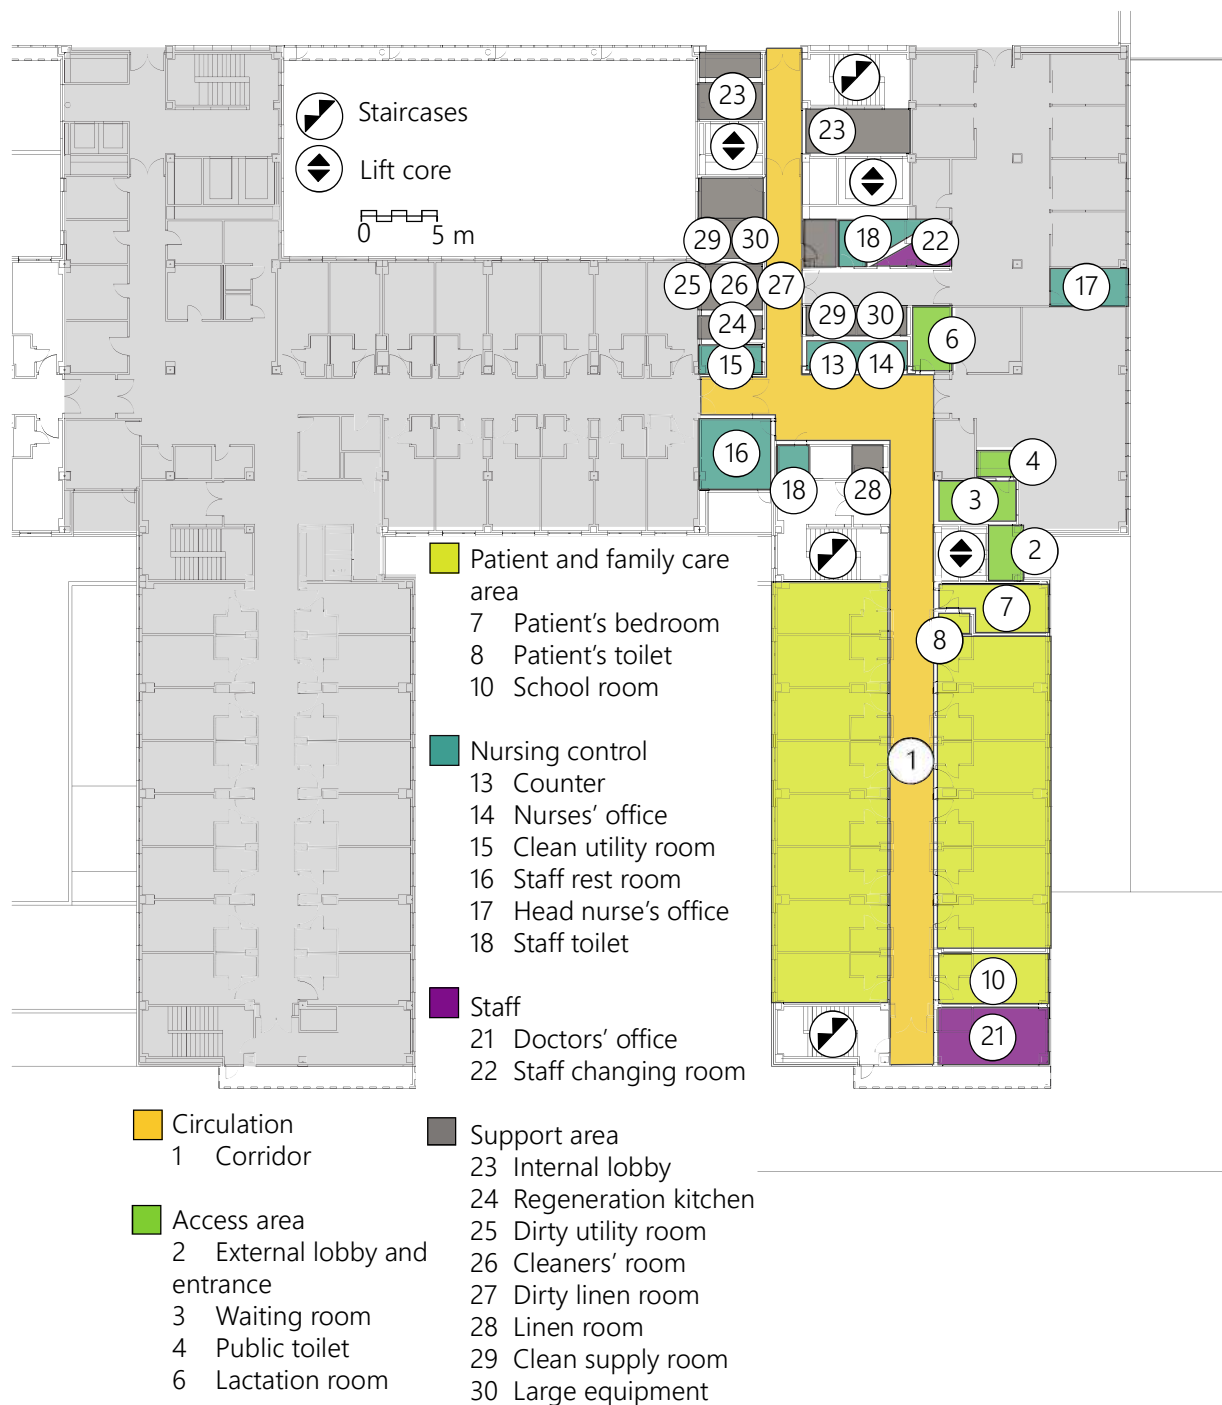 Staircases
Lift core
0 5 m
23
23
29 30
18 22
25 26 27
17
24
29 30
6
15
13 14
16
18
28
4
3
2
7
8
1
10
21
Patient and family care
area
7 Patient's bedroom
8 Patient's toilet
10 School room
Nursing control
13 Counter
14 Nurses' office
15 Clean utility room
16 Staff rest room
17 Head nurse's office
18 Staff toilet
Staff
21 Doctors' office
22 Staff changing room
Circulation
1 Corridor
Access area
2 External lobby and
entrance
3 Waiting room
4 Public toilet
6 Lactation room
Support area
23 Internal lobby
24 Regeneration kitchen
25 Dirty utility room
26 Cleaners' room
27 Dirty linen room
28 Linen room
29 Clean supply room
30 Large equipment